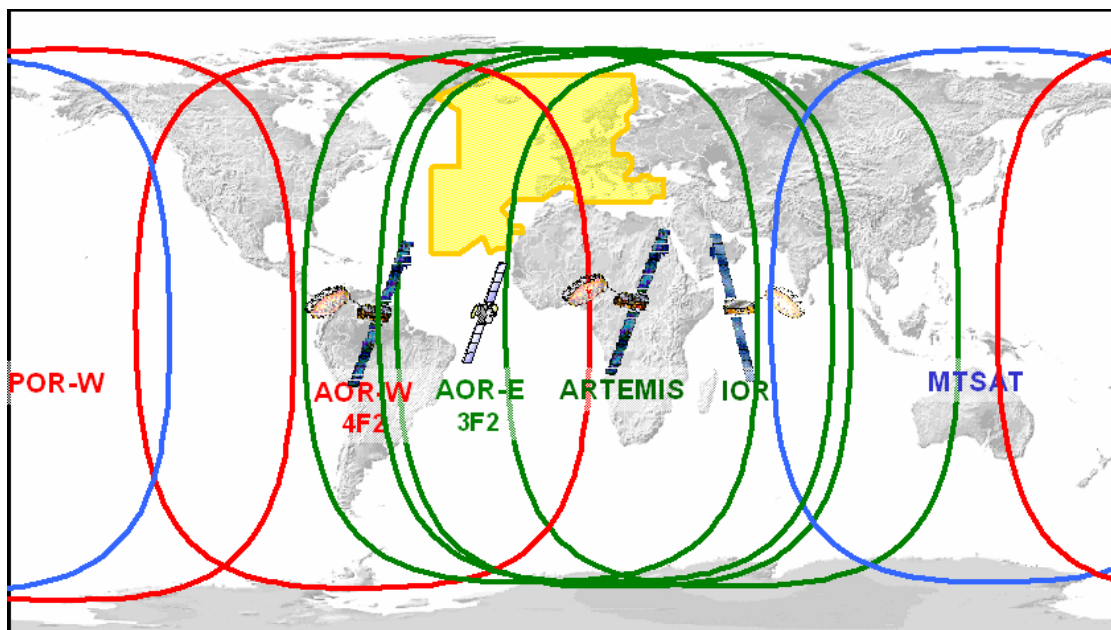 POR-W
AOR-W
4F2
AOR-E
3F2
ARTEMIS
IOR
MTSAT